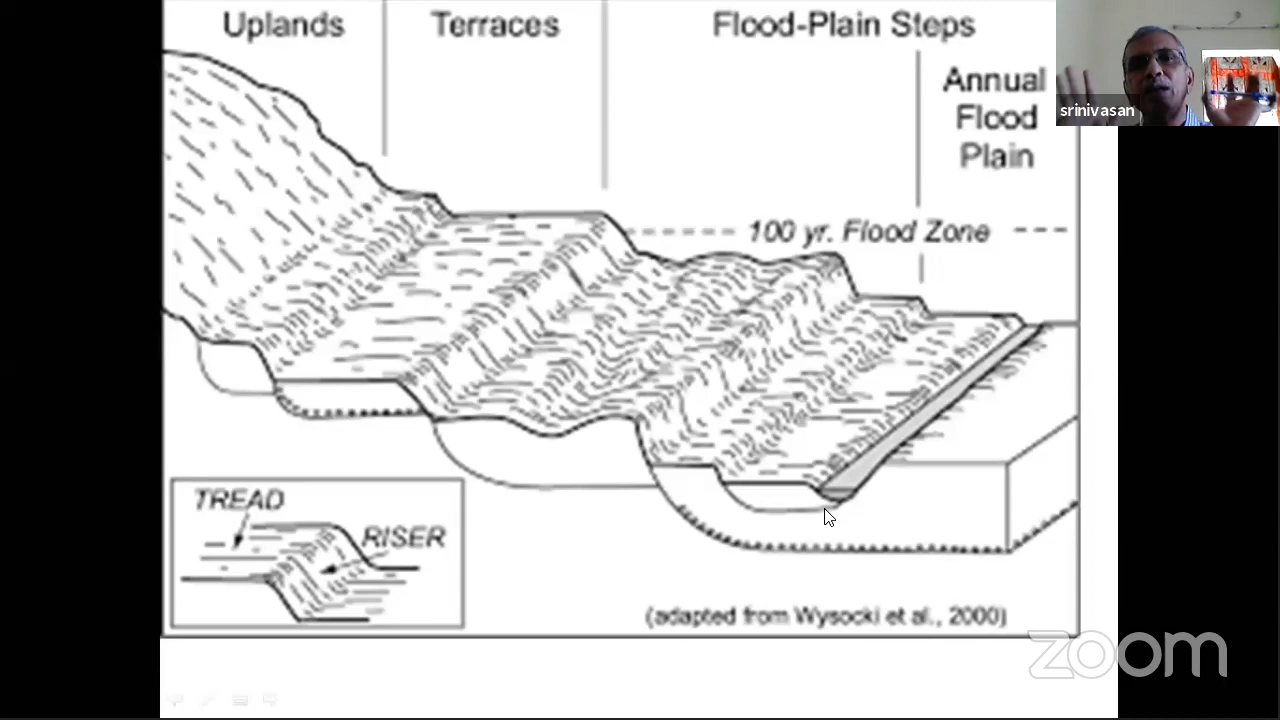 Uplands
Terraces
Flood-Plain Steps
Annual
Flood
Plain
srinivasan
100 yr. Flood Zone
TREAD
RISER
(adapted from Wysocki et al., 2000)
zoom